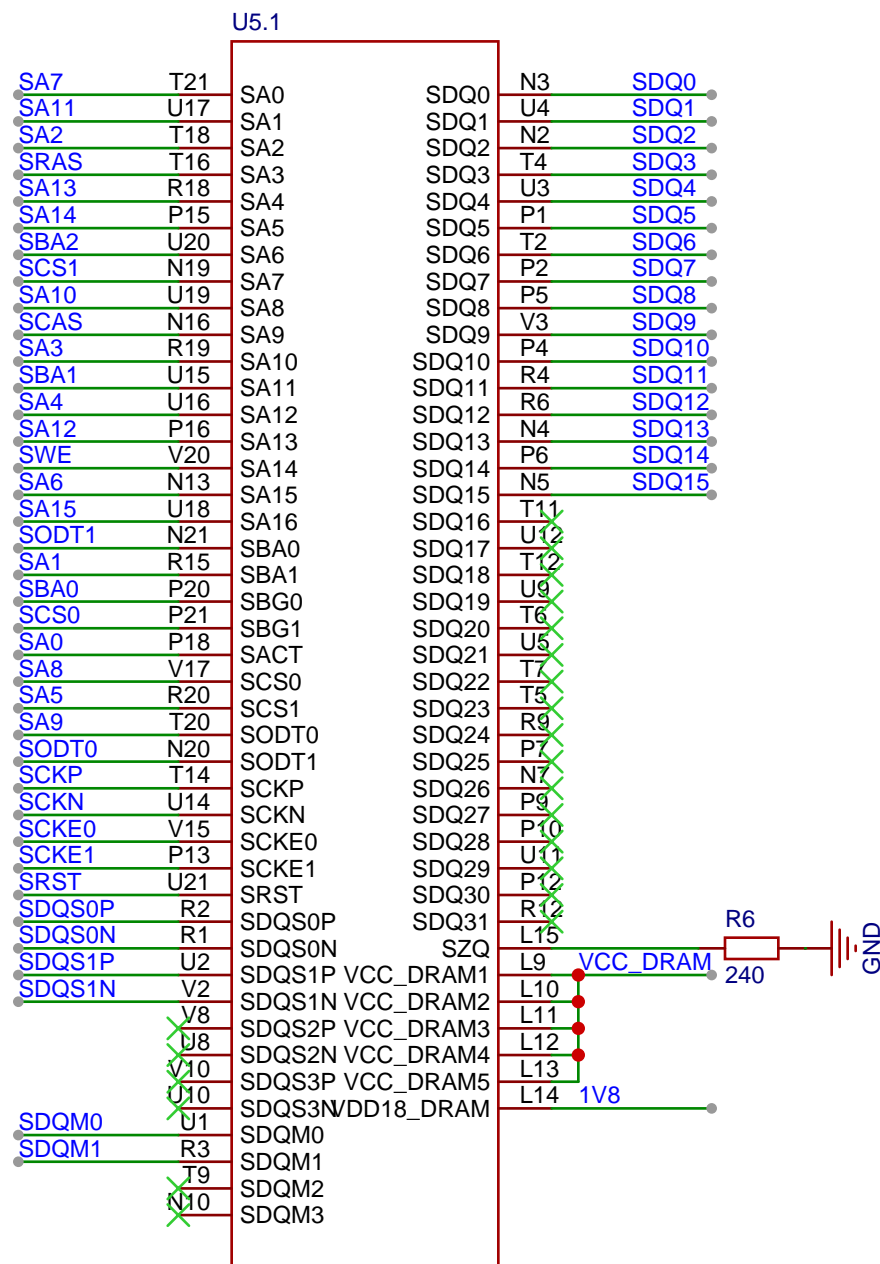 U5.1
SA7 T21 SA0 SDQ0 N3 SDQ0
SA11 U17 SA1 SDQ1 U4 SDQ1
SA2 T18 SA2 SDQ2 N2 SDQ2
SRAS T16 SA3 SDQ3 T4 SDQ3
SA13 R18 SA4 SDQ4 U3 SDQ4
SA14 P15 SA5 SDQ5 P1 SDQ5
SBA2 U20 SA6 SDQ6 T2 SDQ6
SCS1 N19 SA7 SDQ7 P2 SDQ7
SA10 U19 SA8 SDQ8 P5 SDQ8
SCAS N16 SA9 SDQ9 V3 SDQ9
SA3 R19 SA10 SDQ10 P4 SDQ10
SBA1 U15 SA11 SDQ11 R4 SDQ11
SA4 U16 SA12 SDQ12 R6 SDQ12
SA12 P16 SA13 SDQ13 N4 SDQ13
SWE V20 SA14 SDQ14 P6 SDQ14
SA6 N13 SA15 SDQ15 N5 SDQ15
SA15 U18 SA16 SDQ16 T11
SODT1 N21 SBA0 SDQ17 U12
SA1 R15 SBA1 SDQ18 T12
SBA0 P20 SBG0 SDQ19 U9
SCS0 P21 SBG1 SDQ20 T6
SA0 P18 SACT SDQ21 U5
SA8 V17 SCS0 SDQ22 T7
SA5 R20 SCS1 SDQ23 T5
SA9 T20 SODT0 SDQ24 R9
SODT0 N20 SODT1 SDQ25 P7
SCKP T14 SCKP SDQ26 N7
SCKN U14 SCKN SDQ27 P9
SCKE0 V15 SCKE0 SDQ28 P10
SCKE1 P13 SCKE1 SDQ29 U11
SRST U21 SRST SDQ30 P12
SDQS0P R2 SDQS0P SDQ31 R12
SDQS0N R1 SDQS0N SZQ L15 R6 240 GND
SDQS1P U2 SDQS1P VCC_DRAM1 L9 VCC_DRAM
SDQS1N V2 SDQS1N VCC_DRAM2 L10
V8 SDQS2P VCC_DRAM3 L11
U8 SDQS2N VCC_DRAM4 L12
V10 SDQS3P VCC_DRAM5 L13
U10 SDQS3N VDD18_DRAM L14 1V8
SDQM0 U1 SDQM0
SDQM1 R3 SDQM1
T9 SDQM2
N10 SDQM3